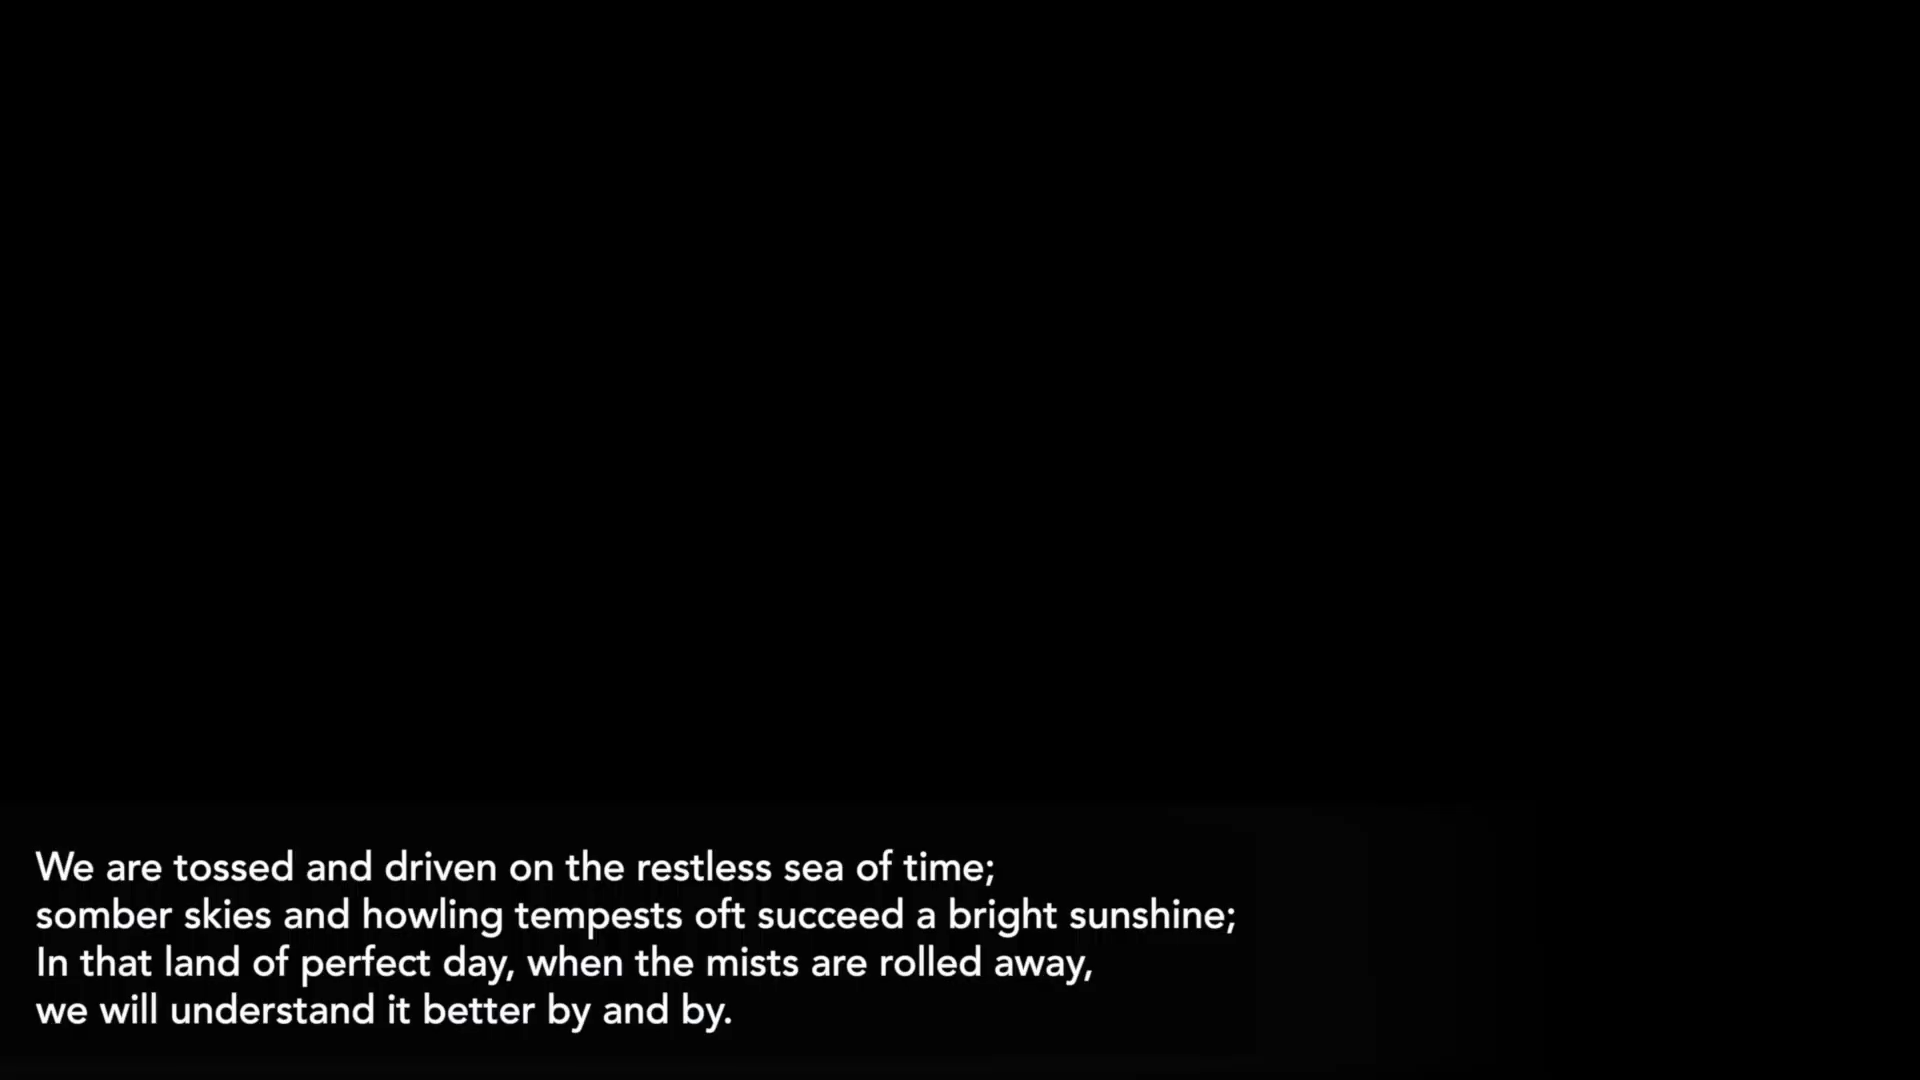 We are tossed and driven on the restless sea of time;
somber skies and howling tempests oft succeed a bright sunshine;
In that land of perfect day, when the mists are rolled away,
we will understand it better by and by.